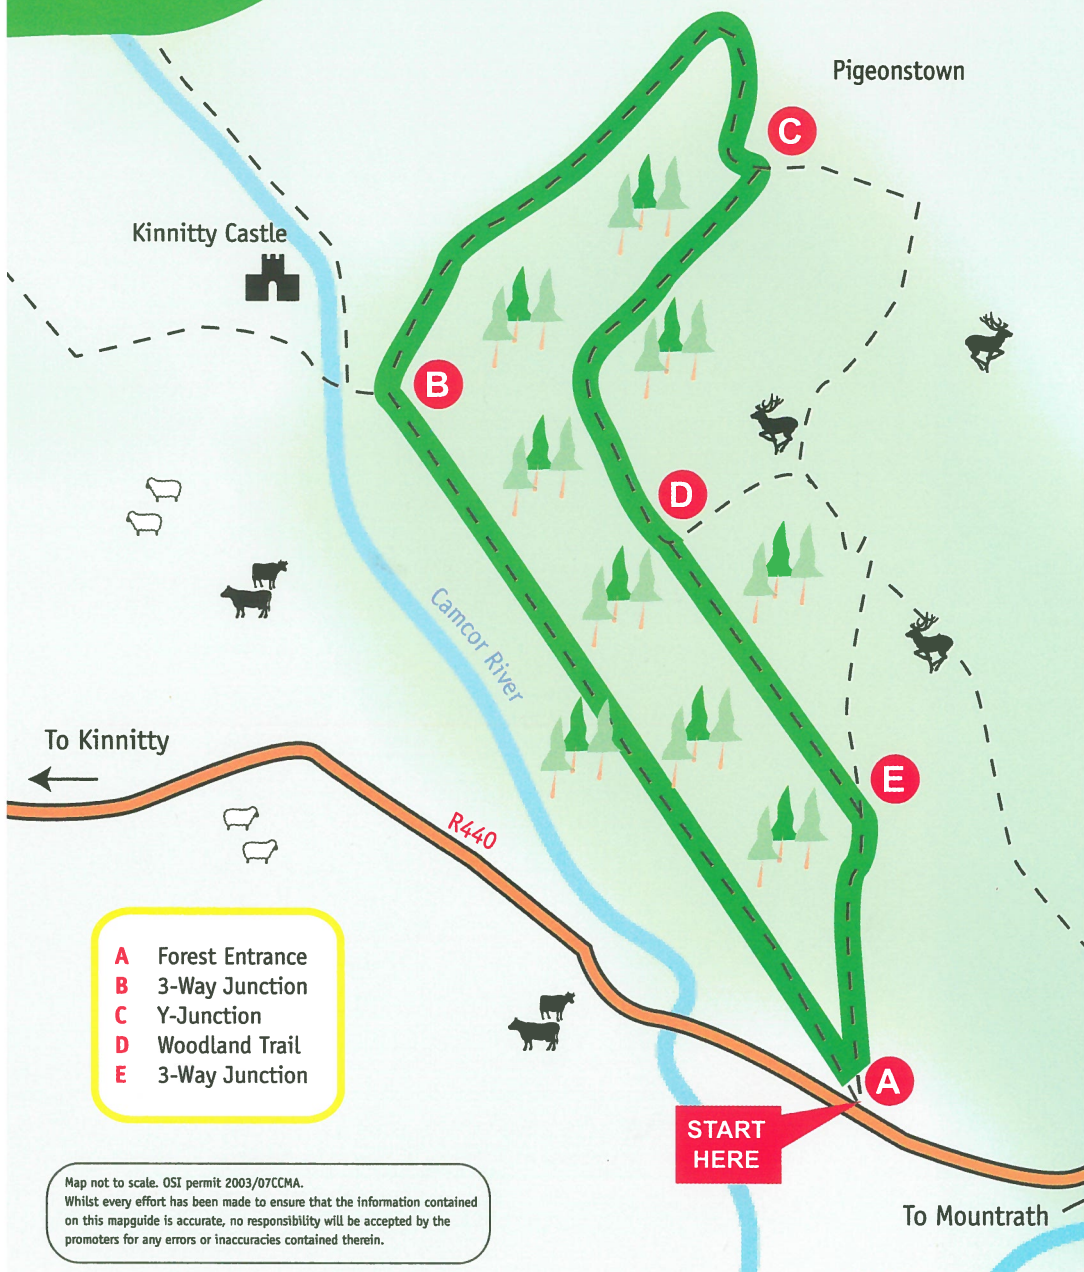 Pigeonstown
C
Kinnitty Castle
B
D
Camcor River
To Kinnitty
E
R440
A Forest Entrance
B 3-Way Junction
C Y-Junction
D Woodland Trail
E 3-Way Junction
A
START
HERE
Map not to scale. OSI permit 2003/07CCMA.
Whilst every effort has been made to ensure that the information contained
on this mapguide is accurate, no responsibility will be accepted by the
promoters for any errors or inaccuracies contained therein.
To Mountrath